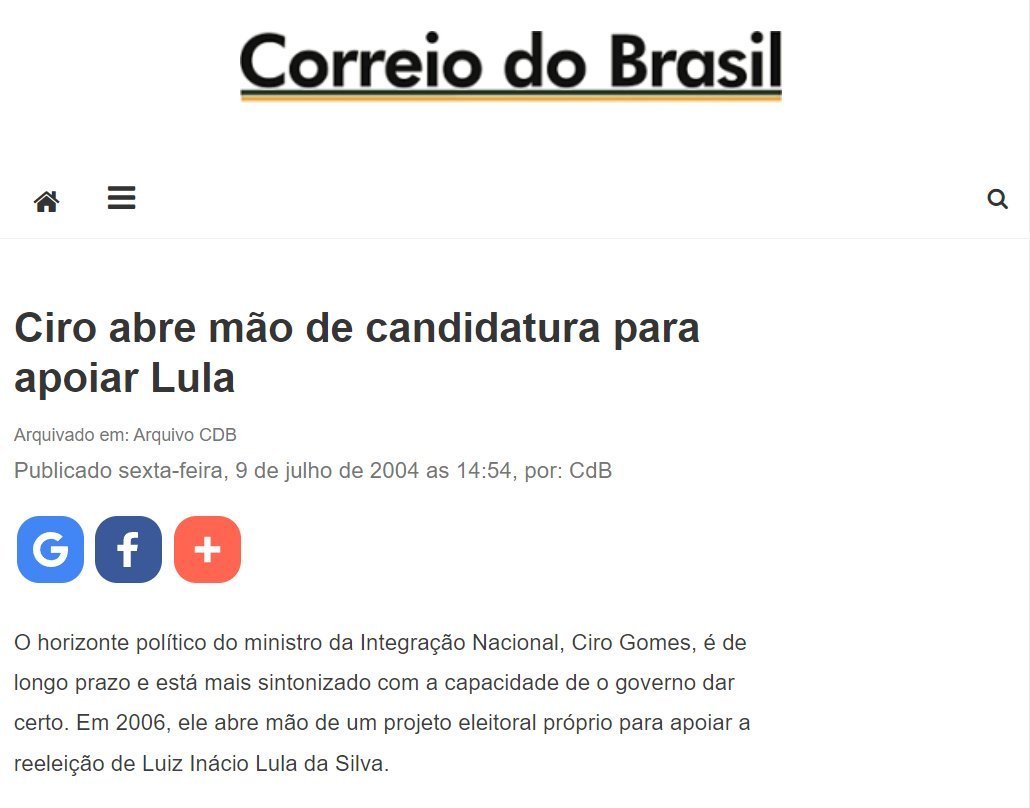 Correio do Brasil
Ciro abre mão de candidatura para
apoiar Lula
Arquivado em: Arquivo CDB
Publicado sexta-feira, 9 de julho de 2004 as 14:54, por: CdB
G f +
O horizonte político do ministro da Integração Nacional, Ciro Gomes, é de
longo prazo e está mais sintonizado com a capacidade de o governo dar
certo. Em 2006, ele abre mão de um projeto eleitoral próprio para apoiar a
reeleição de Luiz Inácio Lula da Silva.